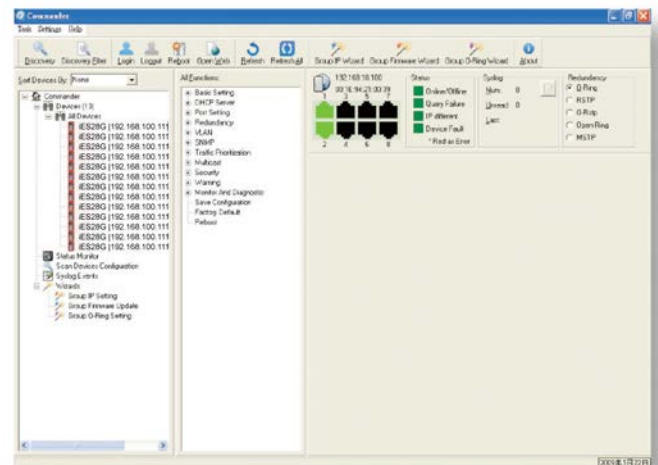 Commander
Tools Settings Help
Discovery Discovery Filter Login Logout Reboot Open Web Refresh Refresh All Group IP Wizard Group Firmware Wizard Group O-Ring Wizard About
Sort Devices By: None
Commander
Devices (13)
All Devices
iES28G [192.168.100.111
iES28G [192.168.100.111
iES28G [192.168.100.111
iES28G [192.168.100.111
iES28G [192.168.100.111
iES28G [192.168.100.111
iES28G [192.168.100.111
iES28G [192.168.100.111
iES28G [192.168.100.111
iES28G [192.168.100.111
iES28G [192.168.100.111
iES28G [192.168.100.111
iES28G [192.168.100.111
Status Monitor
Scan Devices Configuration
Syslog Events
Wizards
Group IP Setting
Group Firmware Update
Group O-Ring Setting
All Functions:
Basic Setting
DHCP Server
Port Setting
Redundancy
VLAN
SNMP
Traffic Prioritization
Multicast
Security
Warning
Monitor And Diagnostic
Save Configuration
Factory Default
Reboot
192.168.10.100
1 3 5 7
2 4 6 8
Status
Online/Offline
Query Failure
IP different
Device Fault
* Red as Error
Syslog
Num: 0
Unread: 0
Last:
Redundancy
O-Ring
RSTP
O-Rstp
Open Ring
MSTP